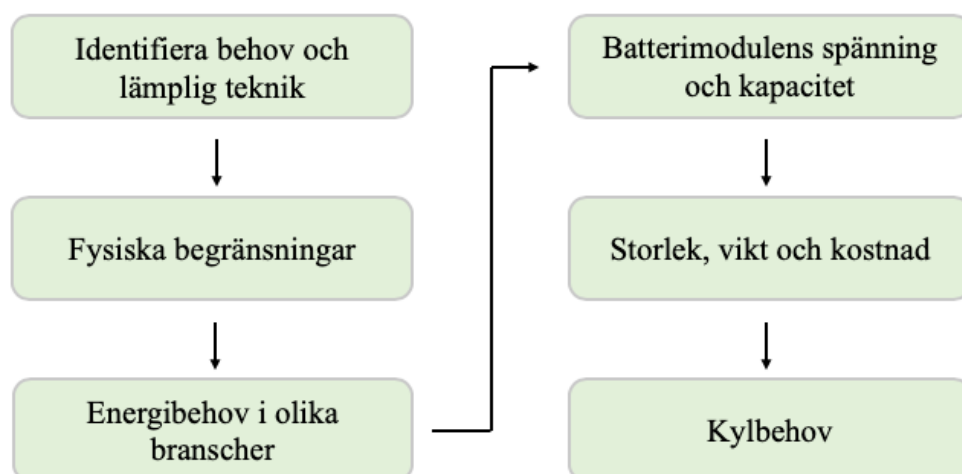 Identifiera behov och
lämplig teknik
Fysiska begränsningar
Energibehov i olika
branscher
Batterimodulens spänning
och kapacitet
Storlek, vikt och kostnad
Kylbehov